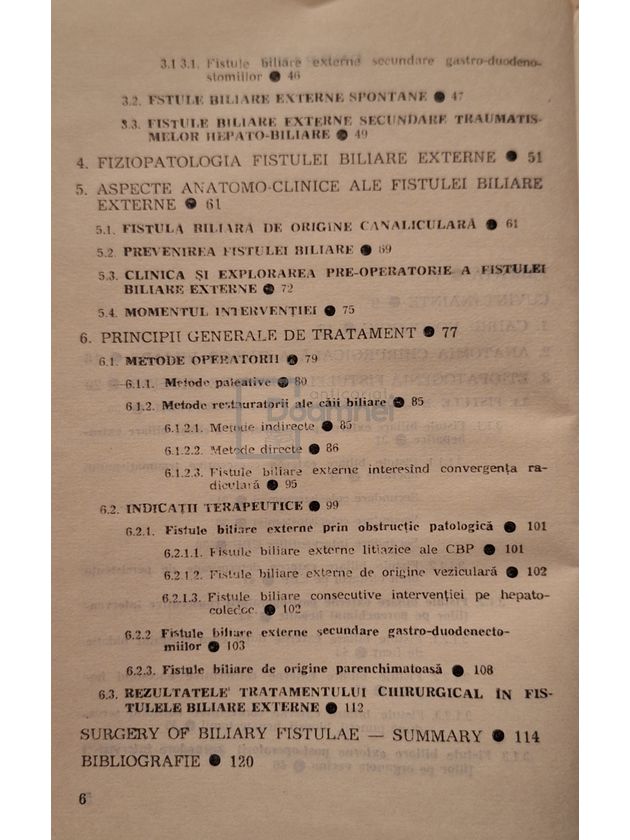 3.1 3.1. Fistule biliare externe secundare gastro-duodeno-
stomiilor ● 46
3.2. FSTULE BILIARE EXTERNE SPONTANE ● 47
3.3. FISTULE BILIARE EXTERNE SECUNDARE TRAUMATIS-
MELOR HEPATO-BILIARE ● 49
4. FIZIOPATOLOGIA FISTULEI BILIARE EXTERNE ● 51
5. ASPECTE ANATOMO-CLINICE ALE FISTULEI BILIARE
EXTERNE ● 61
5.1. FISTULA BILIARĂ DE ORIGINE CANALICULARĂ ● 61
5.2. PREVENIREA FISTULEI BILIARE ● 69
5.3. CLINICA ȘI EXPLORAREA PRE-OPERATORIE A FISTULEI
BILIARE EXTERNE ● 72
5.4. MOMENTUL INTERVENȚIEI ● 75
6. PRINCIPII GENERALE DE TRATAMENT ● 77
6.1. METODE OPERATORII ● 79
6.1.1. Metode paleative ● 80
6.1.2. Metode restauratorii ale căii biliare ● 85
6.1.2.1. Metode indirecte ● 85
6.1.2.2. Metode directe ● 86
6.1.2.3. Fistule biliare externe interesînd convergența ra-
diculară ● 95
6.2. INDICAȚII TERAPEUTICE ● 99
6.2.1. Fistule biliare externe prin obstrucție patologică ● 101
6.2.1.1. Fistule biliare externe litiazice ale CBP ● 101
6.2.1.2. Fistule biliare externe de origine veziculară ● 102
6.2.1.3. Fistule biliare consecutive intervenției pe hepato-
coledoc. ● 102
6.2.2 Fistule biliare externe secundare gastro-duodenecto-
miilor ● 103
6.2.3. Fistule biliare de origine parenchimatoasă ● 108
6.3. REZULTATELE TRATAMENTULUI CHIRURGICAL ÎN FIS-
TULELE BILIARE EXTERNE ● 112
SURGERY OF BILIARY FISTULAE — SUMMARY ● 114
BIBLIOGRAFIE ● 120
6